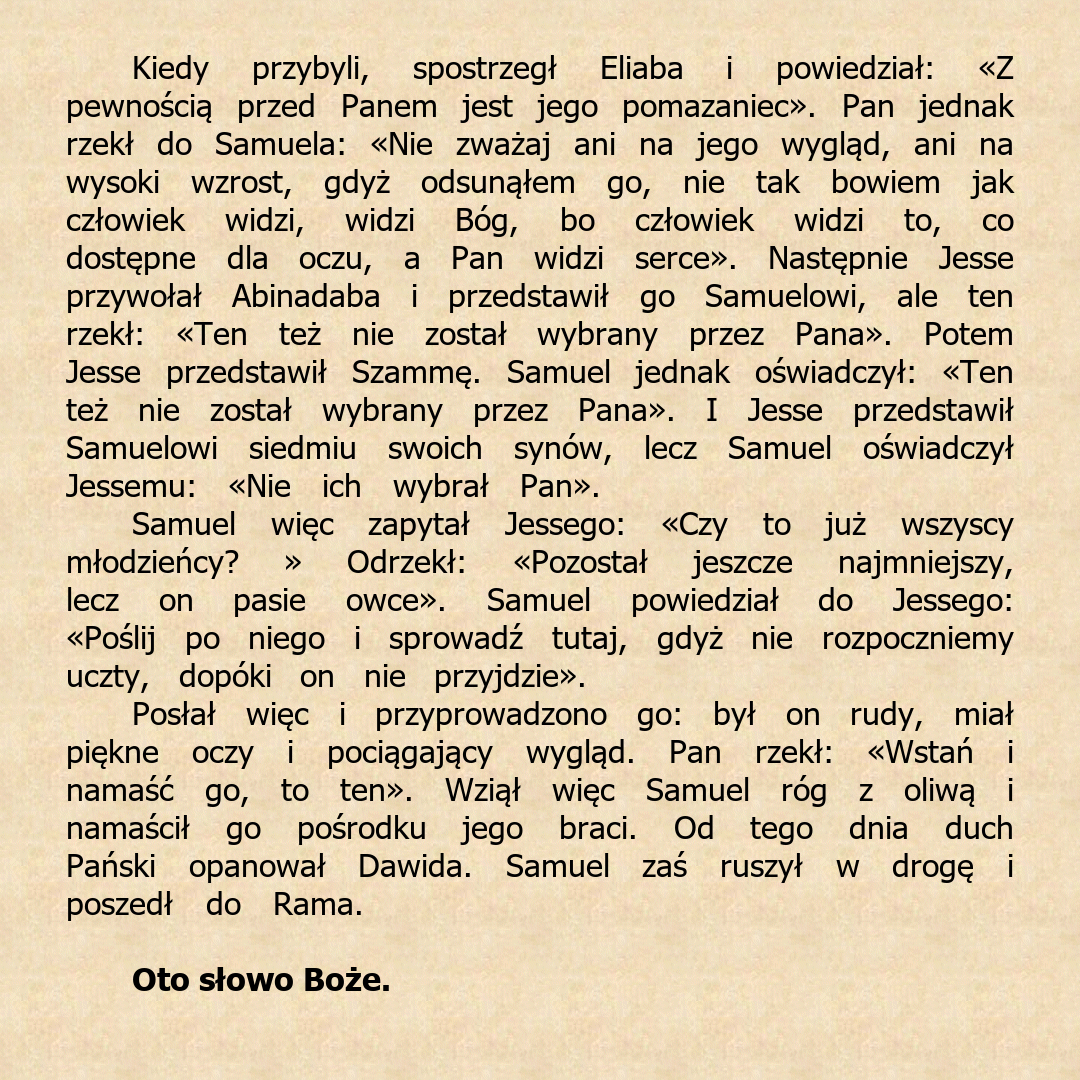 Kiedy przybyli, spostrzegł Eliaba i powiedział: «Z
pewnością przed Panem jest jego pomazaniec». Pan jednak
rzekł do Samuela: «Nie zważaj ani na jego wygląd, ani na
wysoki wzrost, gdyż odsunąłem go, nie tak bowiem jak
człowiek widzi, widzi Bóg, bo człowiek widzi to, co
dostępne dla oczu, a Pan widzi serce». Następnie Jesse
przywołał Abinadaba i przedstawił go Samuelowi, ale ten
rzekł: «Ten też nie został wybrany przez Pana». Potem
Jesse przedstawił Szammę. Samuel jednak oświadczył: «Ten
też nie został wybrany przez Pana». I Jesse przedstawił
Samuelowi siedmiu swoich synów, lecz Samuel oświadczył
Jessemu: «Nie ich wybrał Pan».
Samuel więc zapytał Jessego: «Czy to już wszyscy
młodzieńcy? » Odrzekł: «Pozostał jeszcze najmniejszy,
lecz on pasie owce». Samuel powiedział do Jessego:
«Poślij po niego i sprowadź tutaj, gdyż nie rozpoczniemy
uczty, dopóki on nie przyjdzie».
Posłał więc i przyprowadzono go: był on rudy, miał
piękne oczy i pociągający wygląd. Pan rzekł: «Wstań i
namaść go, to ten». Wziął więc Samuel róg z oliwą i
namaścił go pośrodku jego braci. Od tego dnia duch
Pański opanował Dawida. Samuel zaś ruszył w drogę i
poszedł do Rama.
Oto słowo Boże.